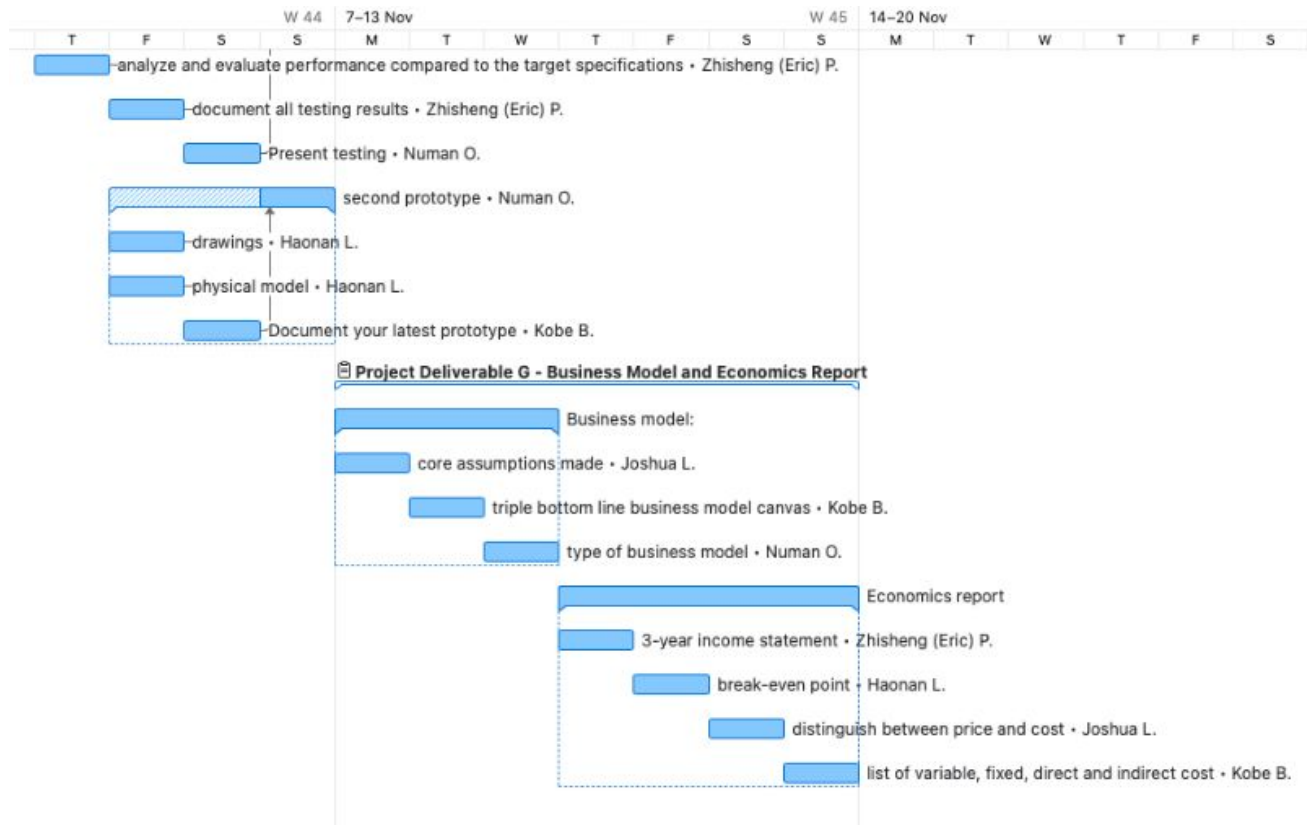 W 44 7–13 Nov W 45 14–20 Nov
T F S S M T W T F S S M T W T F S
analyze and evaluate performance compared to the target specifications • Zhisheng (Eric) P.
document all testing results • Zhisheng (Eric) P.
Present testing • Numan O.
second prototype • Numan O.
drawings • Haonan L.
physical model • Haonan L.
Document your latest prototype • Kobe B.
Project Deliverable G - Business Model and Economics Report
Business model:
core assumptions made • Joshua L.
triple bottom line business model canvas • Kobe B.
type of business model • Numan O.
Economics report
3-year income statement • Zhisheng (Eric) P.
break-even point • Haonan L.
distinguish between price and cost • Joshua L.
list of variable, fixed, direct and indirect cost • Kobe B.